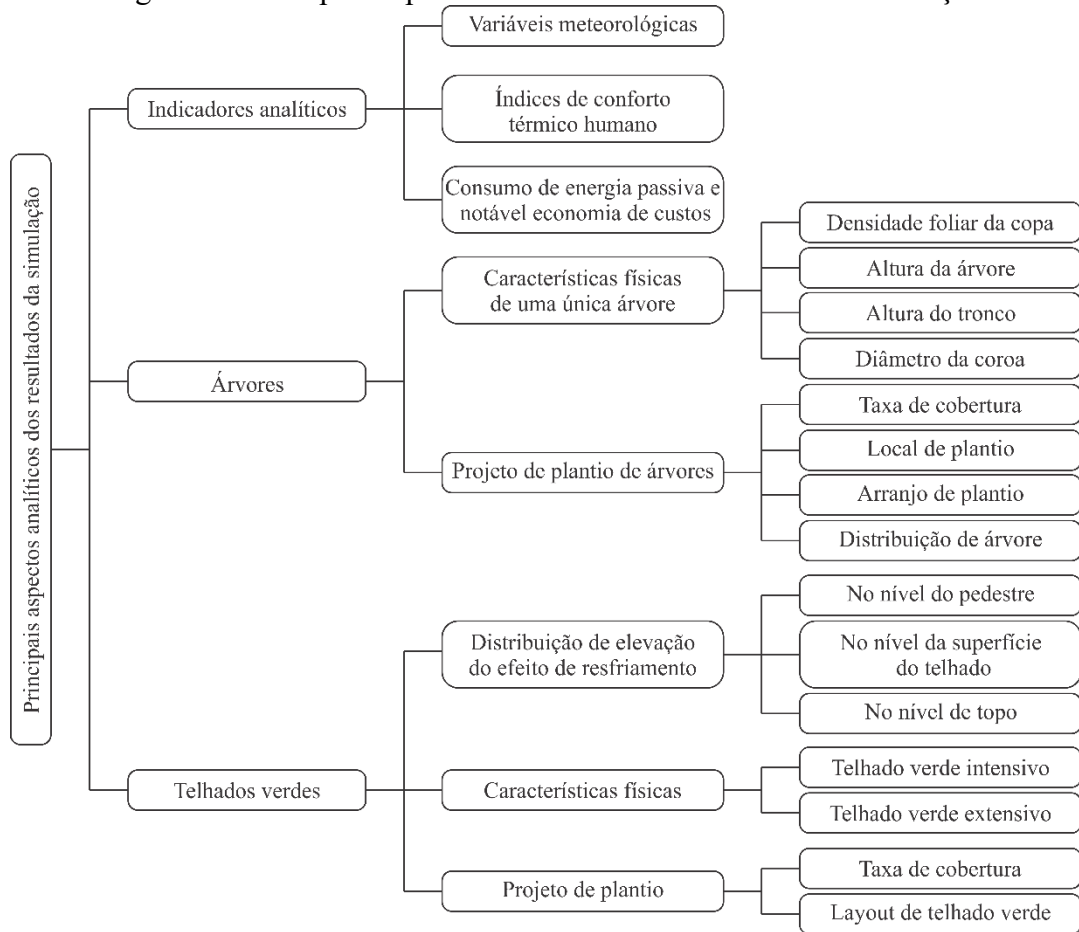 Principais aspectos analíticos dos resultados da simulação
Indicadores analíticos
Variáveis meteorológicas
Índices de conforto
térmico humano
Consumo de energia passiva e
notável economia de custos
Árvores
Características físicas
de uma única árvore
Densidade foliar da copa
Altura da árvore
Altura do tronco
Diâmetro da coroa
Projeto de plantio de árvores
Taxa de cobertura
Local de plantio
Arranjo de plantio
Distribuição de árvore
Telhados verdes
Distribuição de elevação
do efeito de resfriamento
No nível do pedestre
No nível da superfície
do telhado
No nível de topo
Características físicas
Telhado verde intensivo
Telhado verde extensivo
Projeto de plantio
Taxa de cobertura
Layout de telhado verde